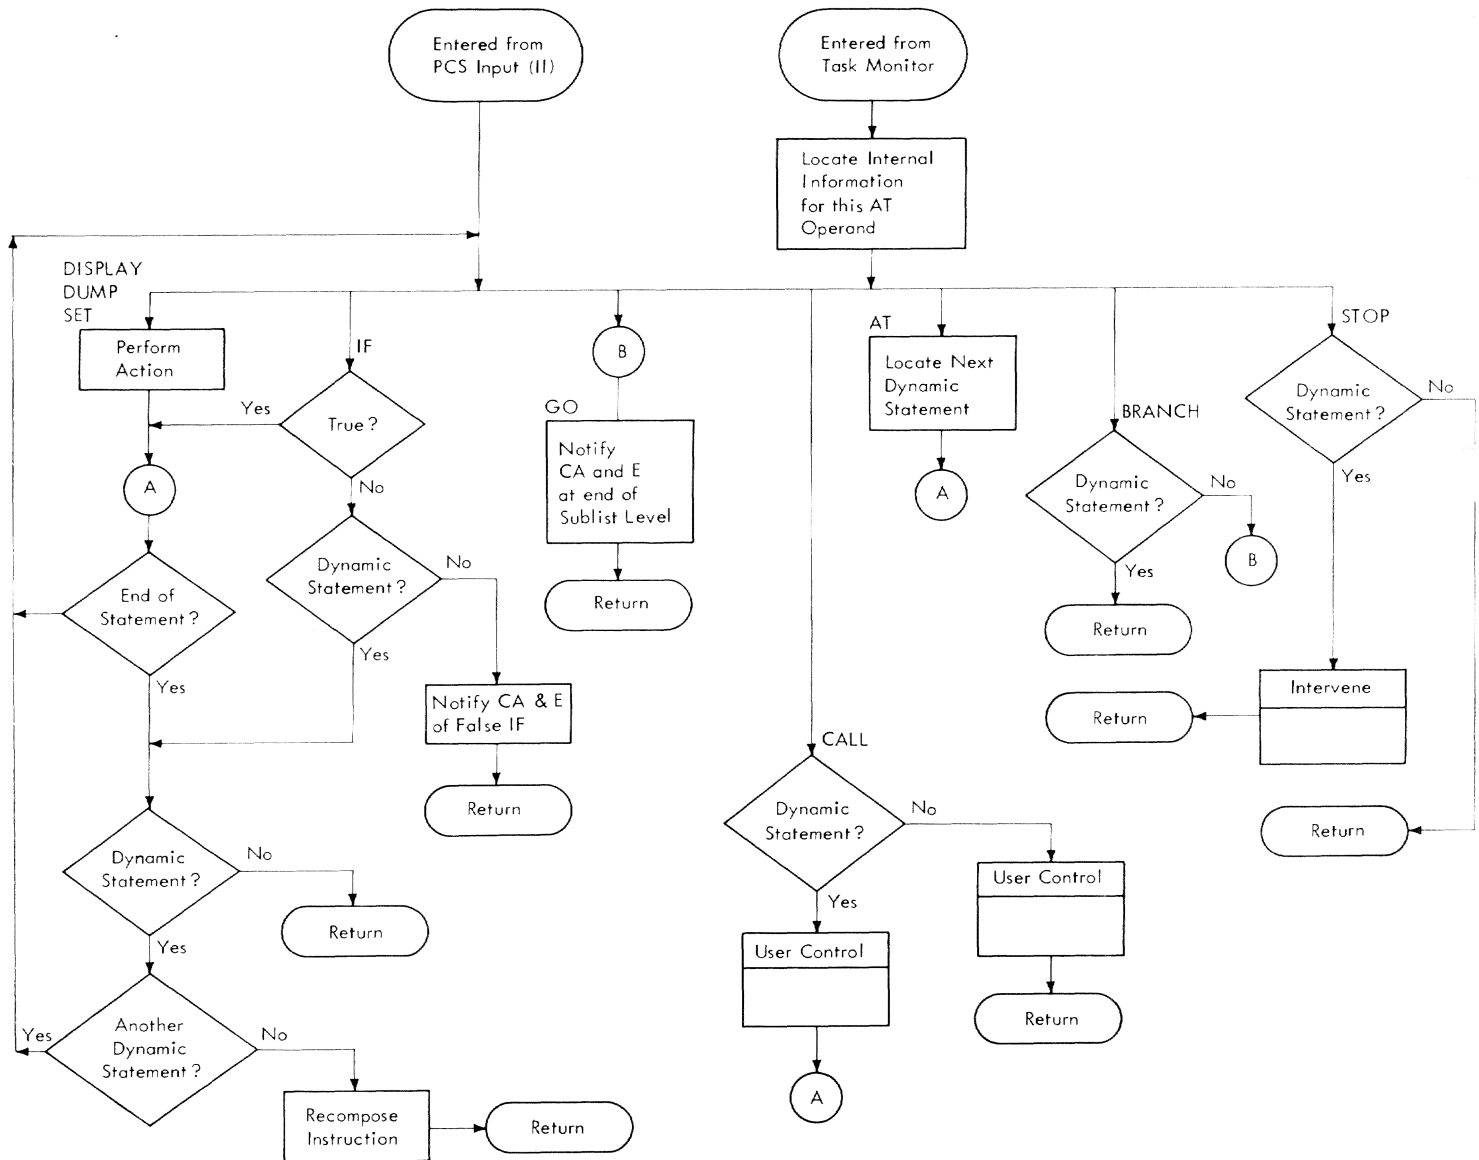 Entered from
PCS Input (II)
Entered from
Task Monitor
Locate Internal
Information
for this AT
Operand
DISPLAY
DUMP
SET
Perform
Action
IF
Yes
True?
No
A
End of
Statement?
Yes
Dynamic
Statement?
No
Yes
Notify CA & E
of False IF
Return
Dynamic
Statement?
No
Return
Yes
Another
Dynamic
Statement?
Yes
No
Recompose
Instruction
Return
B
GO
Notify
CA and E
at end of
Sublist Level
Return
CALL
Dynamic
Statement?
No
Yes
User Control
A
User Control
Return
AT
Locate Next
Dynamic
Statement
A
BRANCH
Dynamic
Statement?
No
B
Yes
Return
STOP
Dynamic
Statement?
No
Yes
Intervene
Return
Return